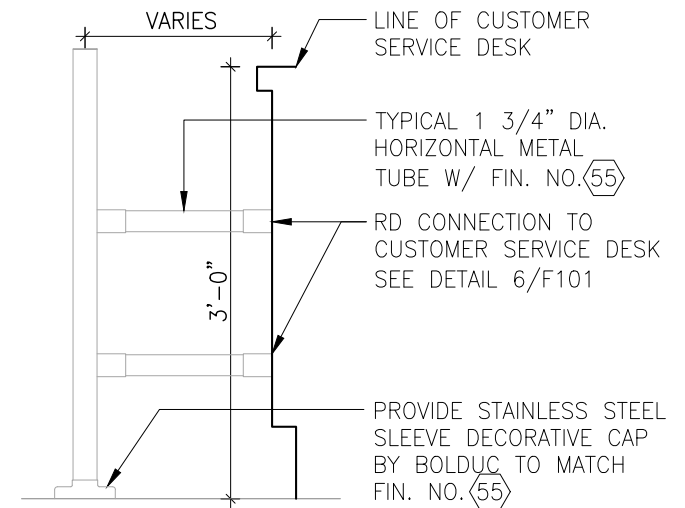 VARIES
LINE OF CUSTOMER
SERVICE DESK
TYPICAL 1 3/4” DIA.
HORIZONTAL METAL
TUBE W/ FIN. NO. 55
RD CONNECTION TO
CUSTOMER SERVICE DESK
SEE DETAIL 6/F101
3'-0"
PROVIDE STAINLESS STEEL
SLEEVE DECORATIVE CAP
BY BOLDUC TO MATCH
FIN. NO. 55